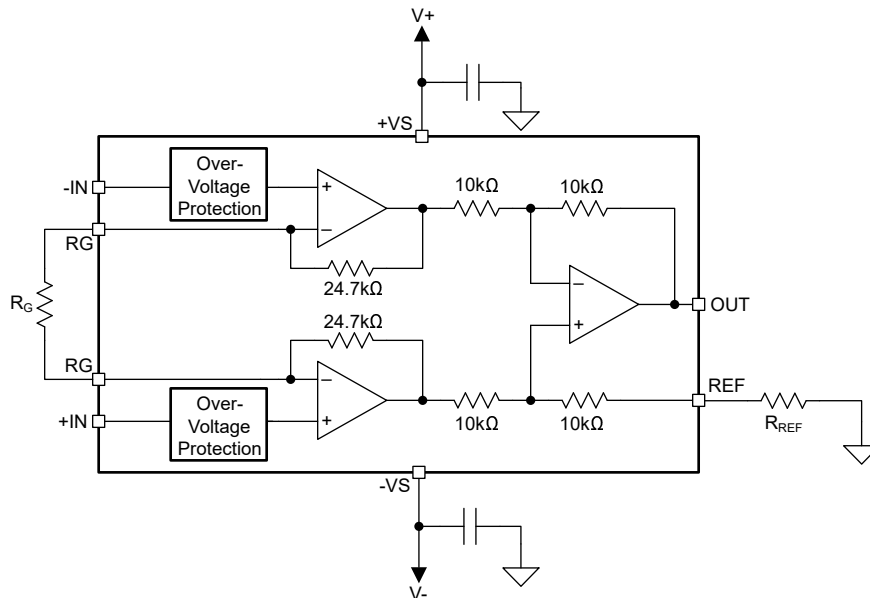 V+
+VS
-IN
Over-
Voltage
Protection
+
10kΩ
10kΩ
RG
−
24.7kΩ
RG
−
+
OUT
24.7kΩ
RG
−
REF
+IN
Over-
Voltage
Protection
+
10kΩ
10kΩ
RREF
-VS
V-